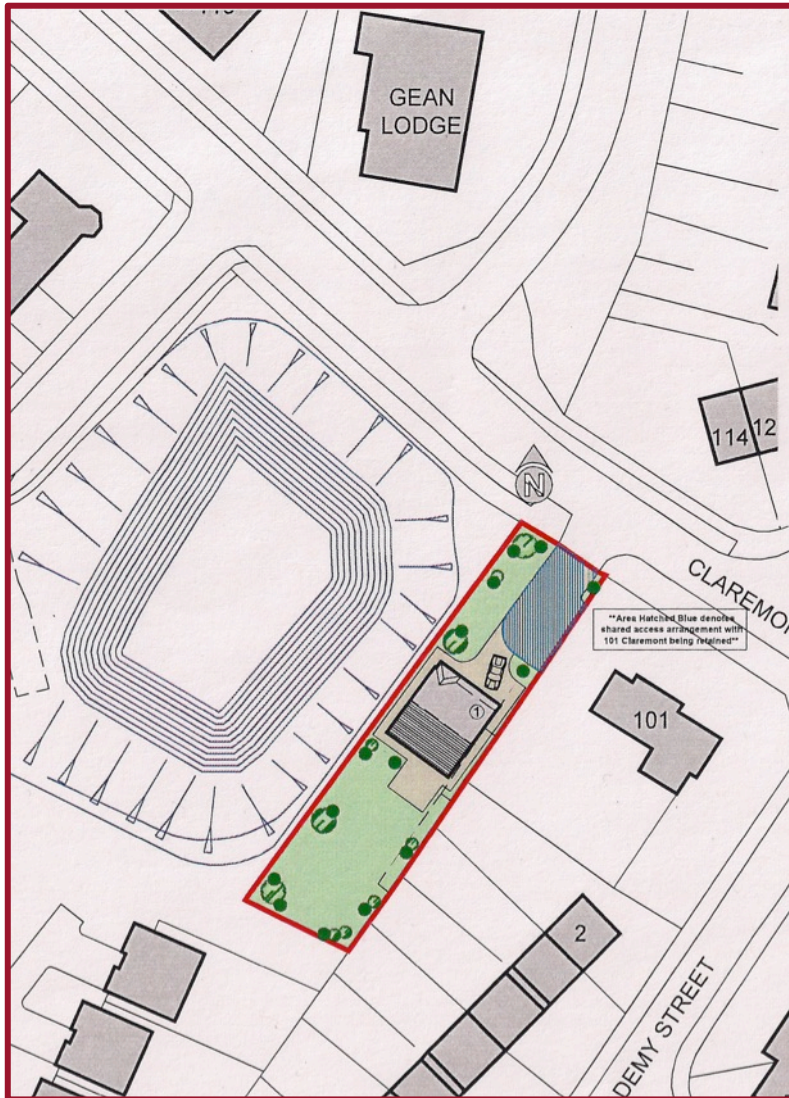 GEAN
LODGE
114
12
N
CLAREMON
**Area Hatched Blue denotes
shared access arrangement with
101 Claremont being retained**
1
101
2
DEMY STREET